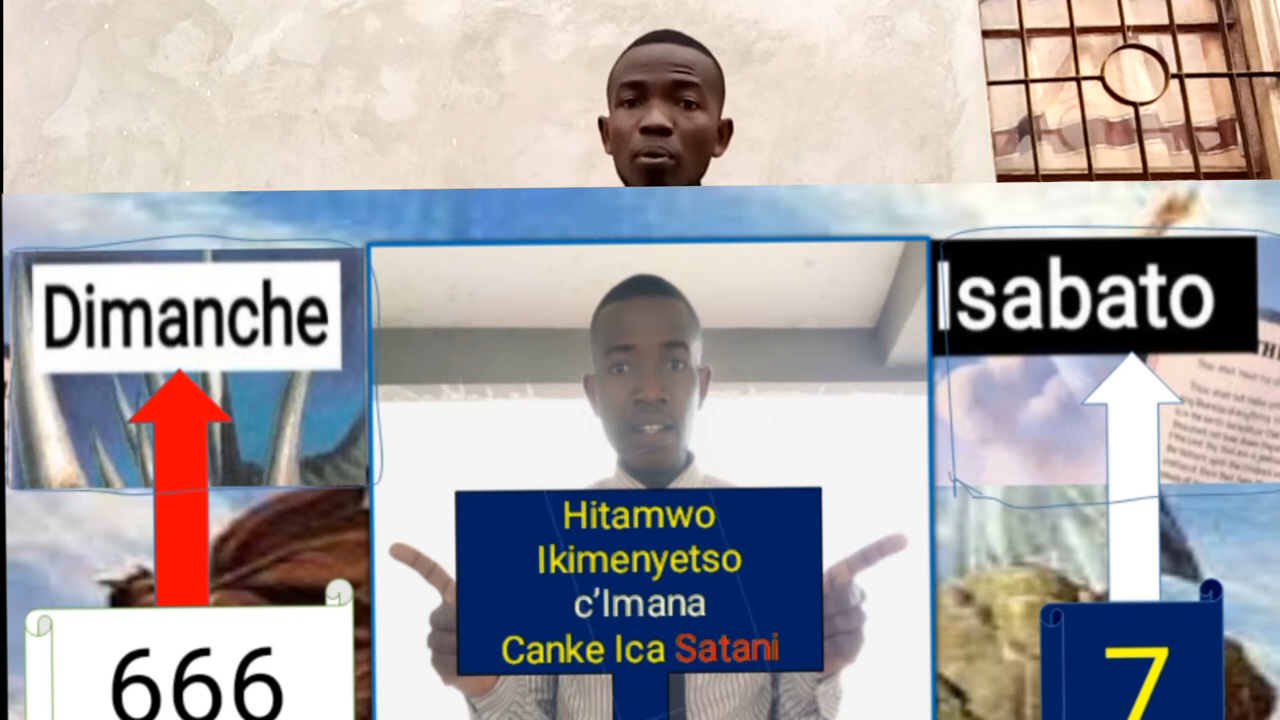 Dimanche
Isabato
Hitamwo
Ikimenyetso
c'Imana
Canke Ica Satani
666
7